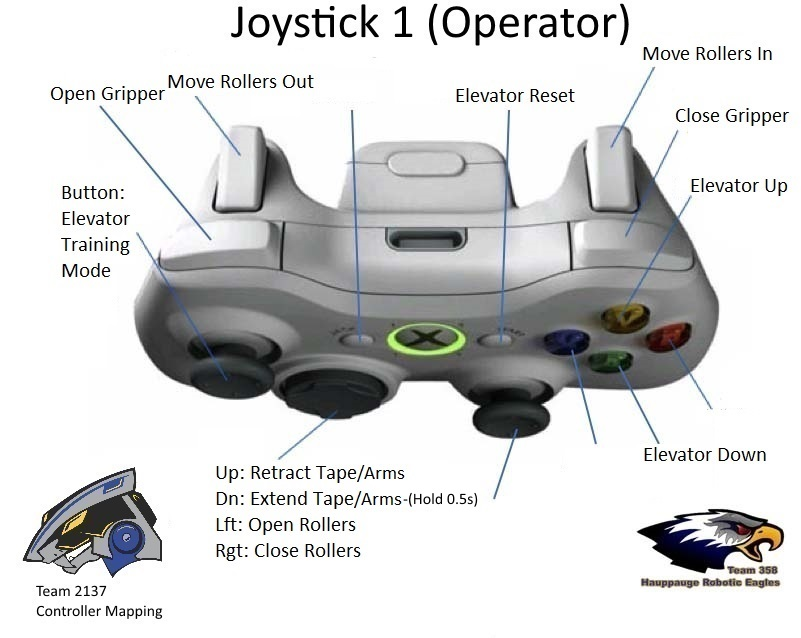 Joystick 1 (Operator)
Move Rollers In
Move Rollers Out
Open Gripper
Elevator Reset
Close Gripper
Elevator Up
Button:
Elevator
Training
Mode
Y
X
Elevator Down
Up: Retract Tape/Arms
Dn: Extend Tape/Arms-(Hold 0.5s)
Lft: Open Rollers
Rgt: Close Rollers
Team 2137
Controller Mapping
Team 358
Hauppauge Robotic Eagles